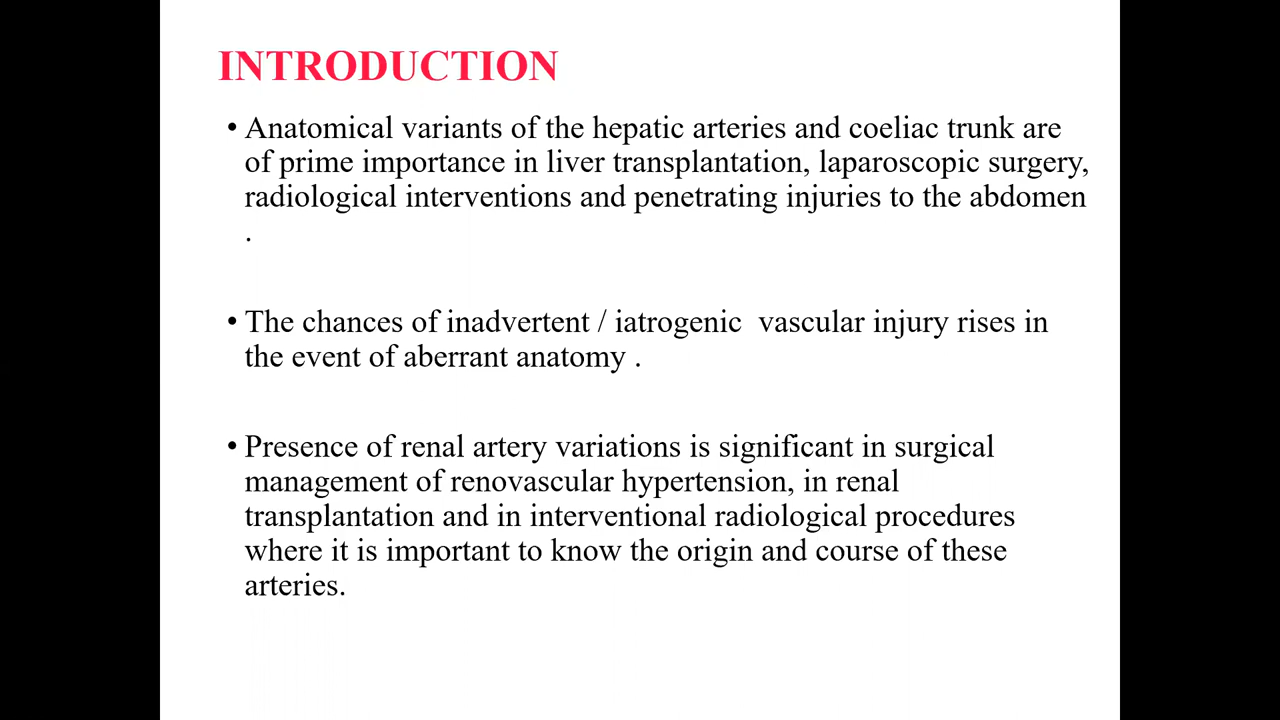 INTRODUCTION
• Anatomical variants of the hepatic arteries and coeliac trunk are
of prime importance in liver transplantation, laparoscopic surgery,
radiological interventions and penetrating injuries to the abdomen
.
• The chances of inadvertent / iatrogenic  vascular injury rises in
the event of aberrant anatomy .
• Presence of renal artery variations is significant in surgical
management of renovascular hypertension, in renal
transplantation and in interventional radiological procedures
where it is important to know the origin and course of these
arteries.